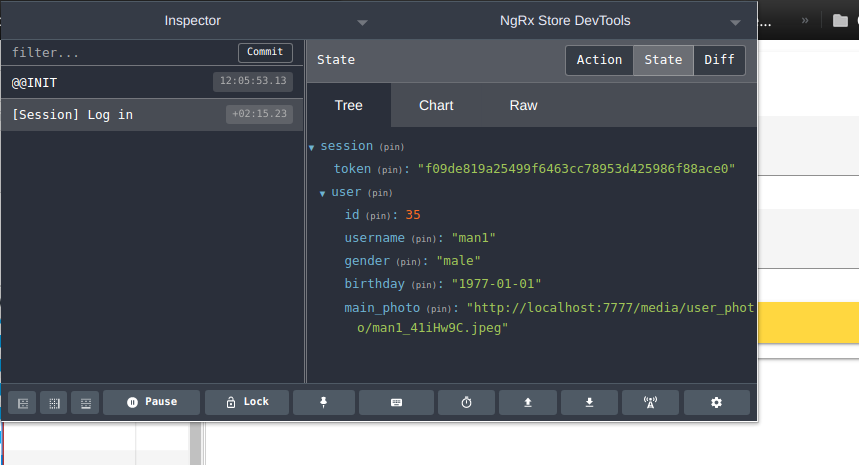 Inspector
NgRx Store DevTools
...
»
filter...
Commit
State
Action
State
Diff
@@INIT
12:05:53.13
[Session] Log in
+02:15.23
Tree
Chart
Raw
session (pin)
token (pin): "f09de819a25499f6463cc78953d425986f88ace0"
user (pin)
id (pin): 35
username (pin): "man1"
gender (pin): "male"
birthday (pin): "1977-01-01"
main_photo (pin): "http://localhost:7777/media/user_phot
o/man1_41iHw9C.jpeg"
Pause
Lock